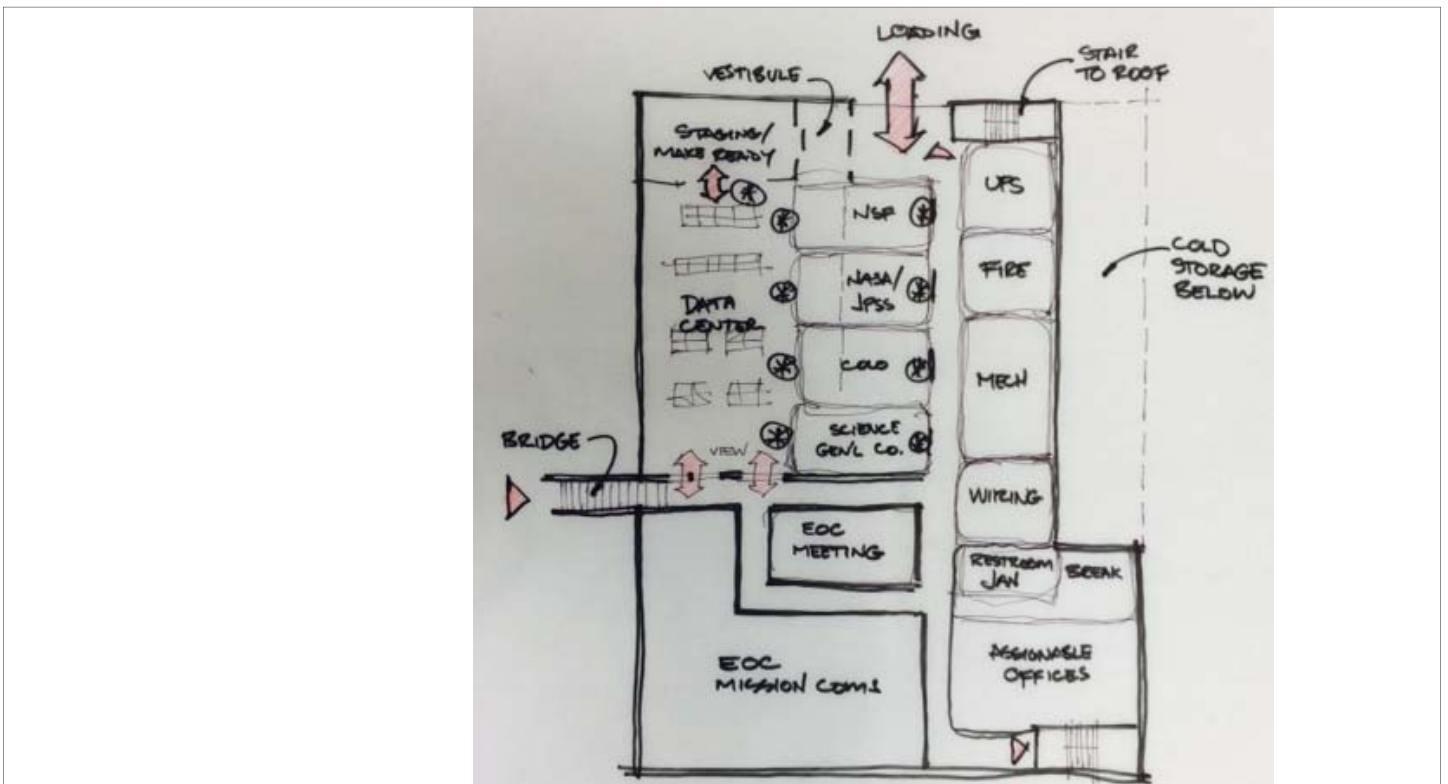 LOADING
STAIR
TO ROOF
VESTIBULE
STAGING/
MAKE READY
UPS
NSF
COLD
STORAGE
BELOW
FIRE
NASA/
JPSS
DATA
CENTER
COLO
MECH
SCIENCE
GEN'L CO.
BRIDGE
VIEW
WIRING
EOC
MEETING
RESTROOM
JAN
BREAK
ASSIGNABLE
OFFICES
EOC
MISSION COMS